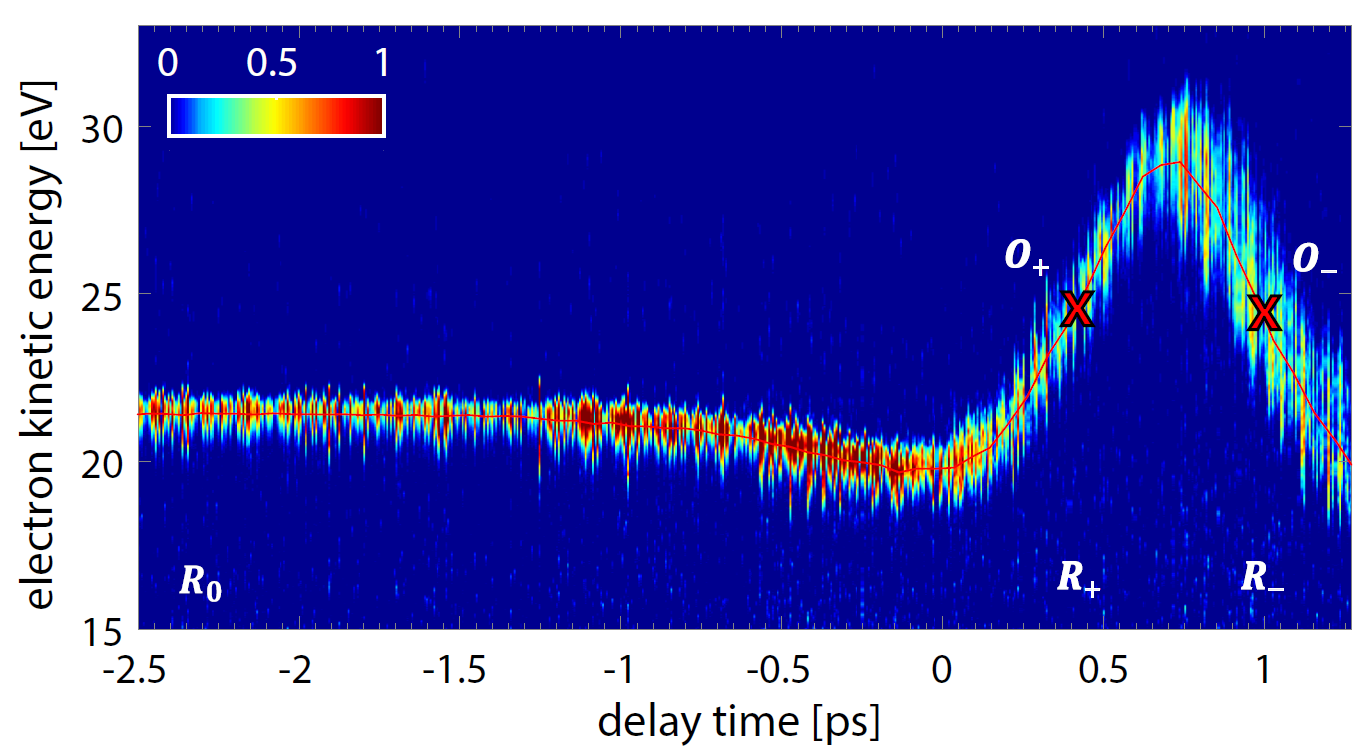 0 0.5 1
electron kinetic energy [eV]
30
25
20
15
O+
O−
X
X
R0
R+
R−
-2.5 -2 -1.5 -1 -0.5 0 0.5 1
delay time [ps]